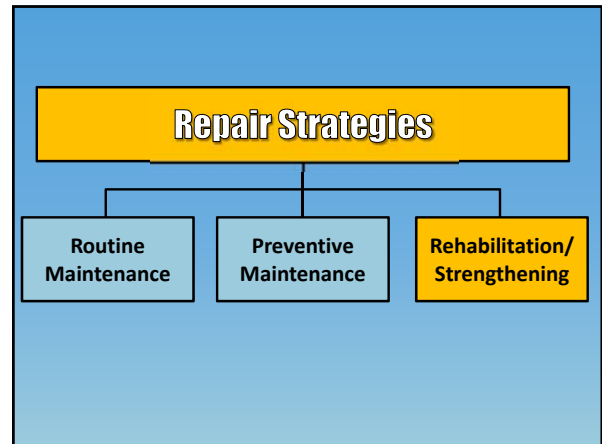 Repair Strategies
Routine
Maintenance
Preventive
Maintenance
Rehabilitation/
Strengthening